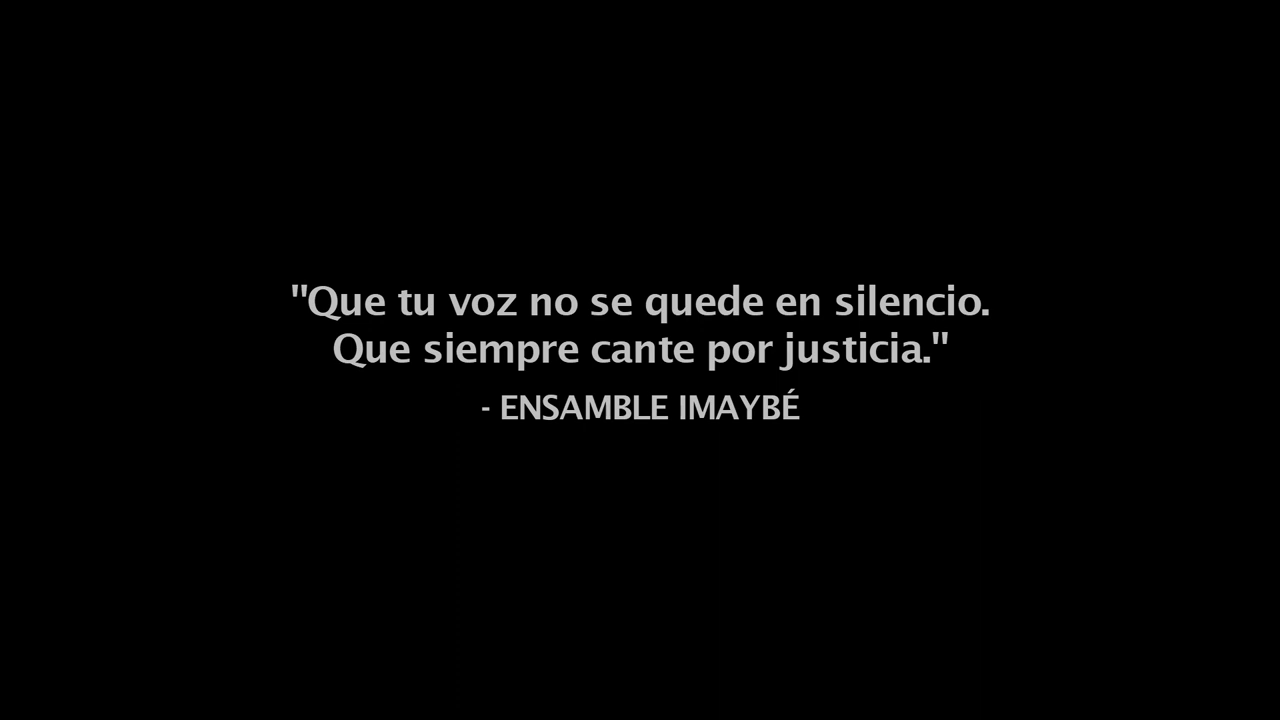 "Que tu voz no se quede en silencio.
Que siempre cante por justicia."
- ENSAMBLE IMAYBÉ